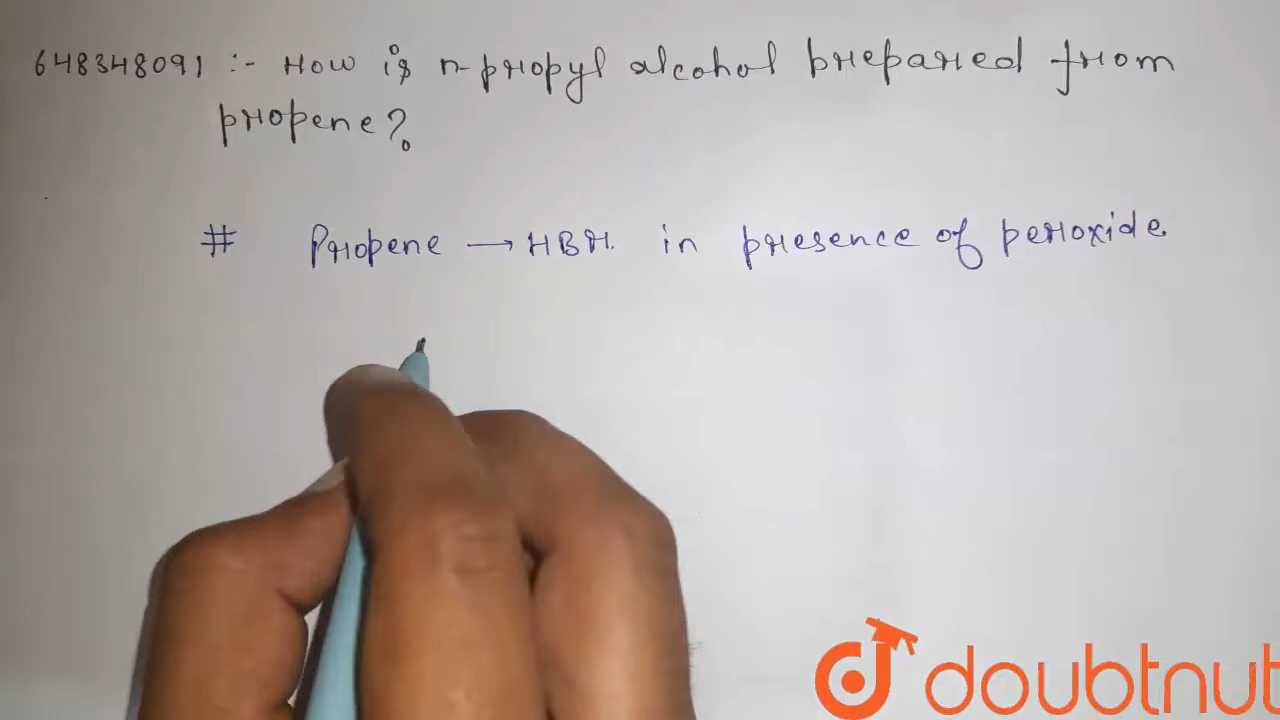 648348091 :- How is n-propyl alcohol prepared from
propene?
# Propene → HBr. in presence of peroxide.
doubtnut